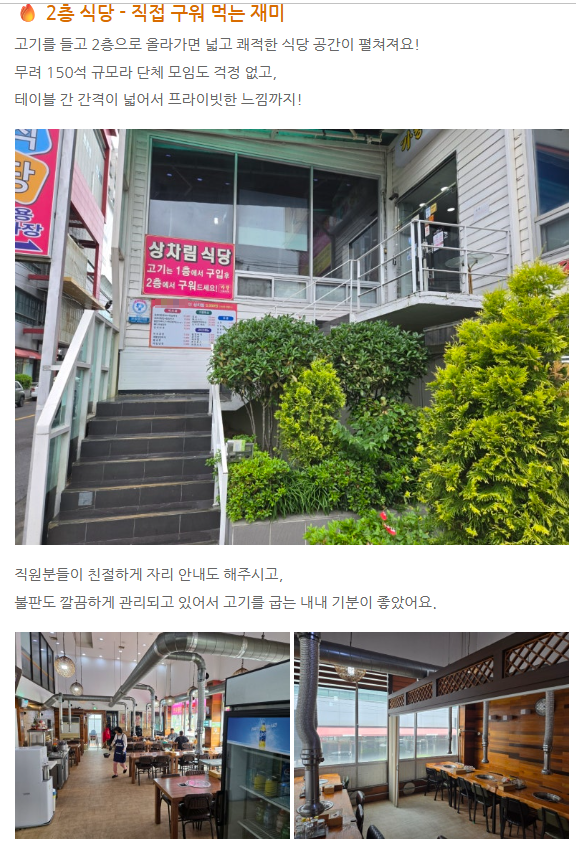 🔥 2층 식당 - 직접 구워 먹는 재미
고기를 들고 2층으로 올라가면 넓고 쾌적한 식당 공간이 펼쳐져요!
무려 150석 규모라 단체 모임도 걱정 없고,
테이블 간 간격이 넓어서 프라이빗한 느낌까지!
식
당
용
상차림식당
고기는 1층에서 구입후
2층에서 구워드세요!
직원분들이 친절하게 자리 안내도 해주시고,
불판도 깔끔하게 관리되고 있어서 고기를 굽는 내내 기분이 좋았어요.